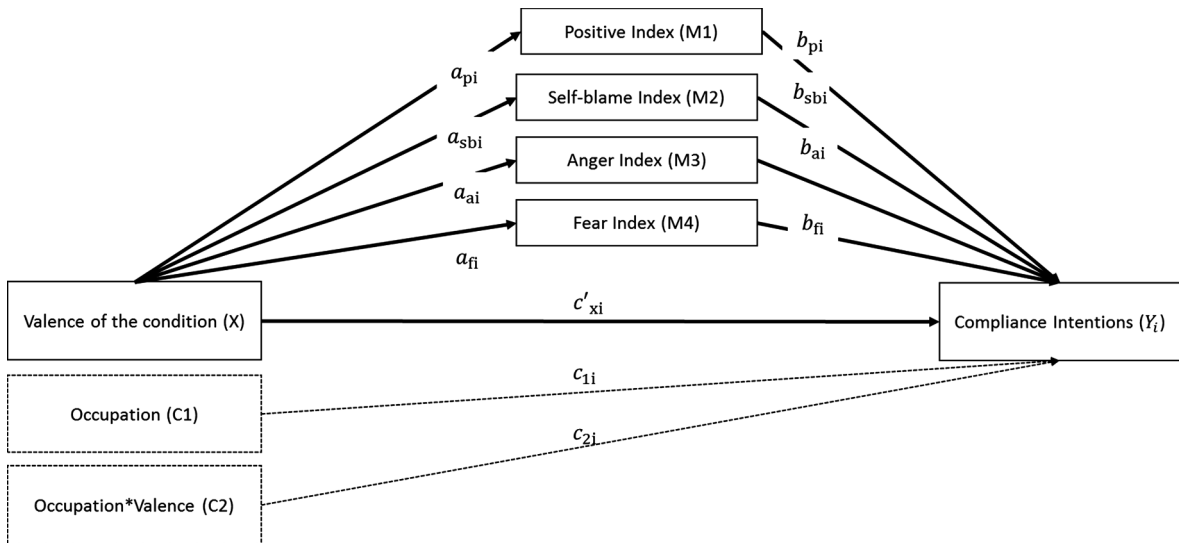 Positive Index (M1)
b_pi
a_pi
Self-blame Index (M2)
b_sbi
a_sbi
Anger Index (M3)
b_ai
a_ai
Fear Index (M4)
b_fi
a_fi
Valence of the condition (X)
c′_xi
Compliance Intentions (Y_i)
c_1i
Occupation (C1)
c_2i
Occupation*Valence (C2)